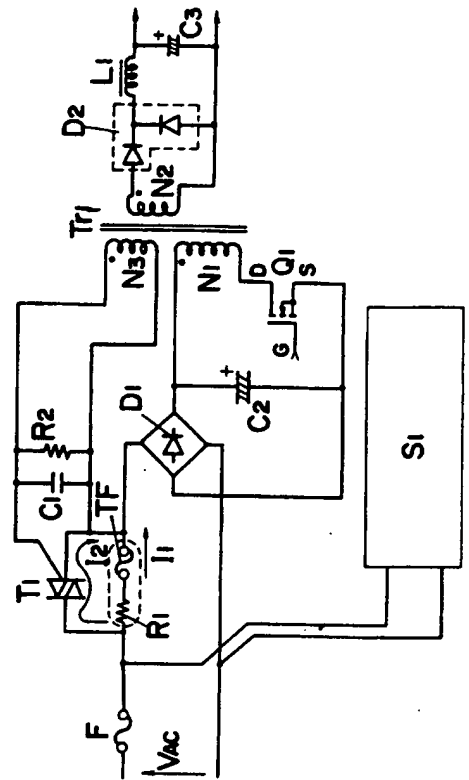 C3
L1
D2
N2
Tr1
N3
N1
D
Q1
S
G
R2
C1
D1
C2
TF
T1
I2
I1
R1
F
VAC
S1
+
+